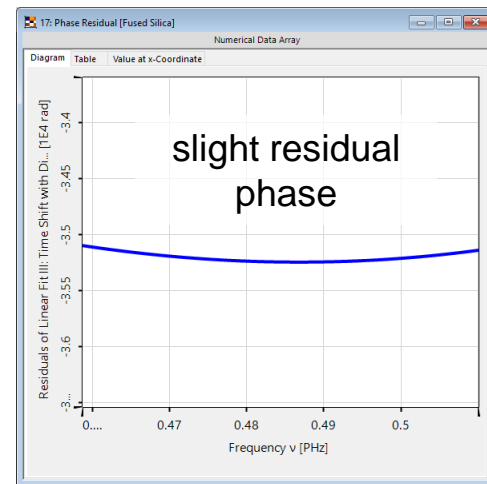 17: Phase Residual [Fused Silica]
Numerical Data Array
Diagram Table Value at x-Coordinate
Residuals of Linear Fit III: Time Shift with Di... [1E4 rad]
-3.4
-3.45
-3.5
-3.55
-3.6
-3...
slight residual
phase
0.... 0.47 0.48 0.49 0.5
Frequency ν [PHz]